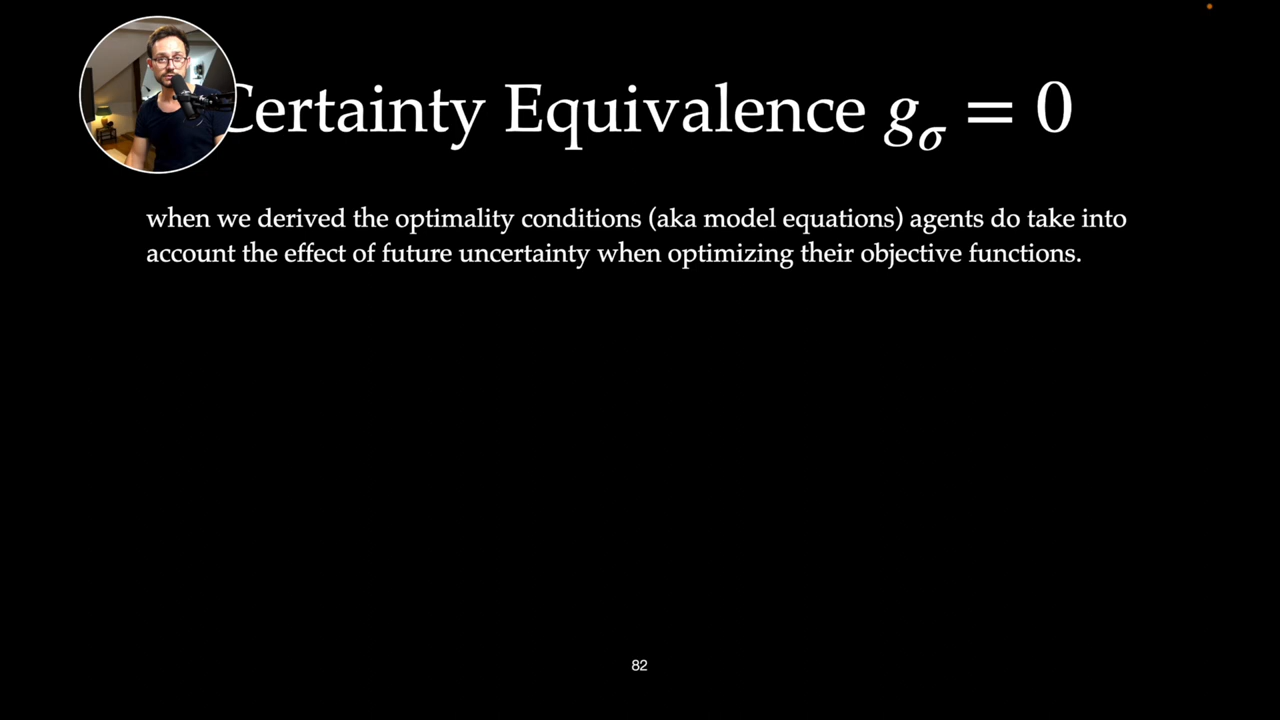 Certainty Equivalence g_σ = 0
when we derived the optimality conditions (aka model equations) agents do take into
account the effect of future uncertainty when optimizing their objective functions.
82